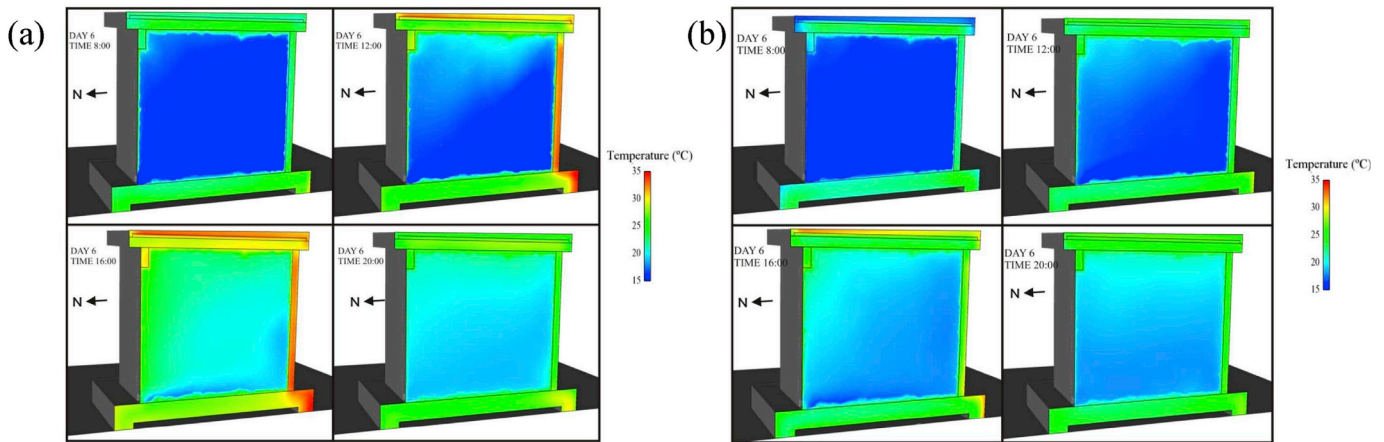 (a)
DAY 6
TIME 8:00
N
DAY 6
TIME 12:00
N
DAY 6
TIME 16:00
N
DAY 6
TIME 20:00
N
Temperature (ºC)
35
30
25
20
15
(b)
DAY 6
TIME 8:00
N
DAY 6
TIME 12:00
N
DAY 6
TIME 16:00
N
DAY 6
TIME 20:00
N
Temperature (ºC)
35
30
25
20
15